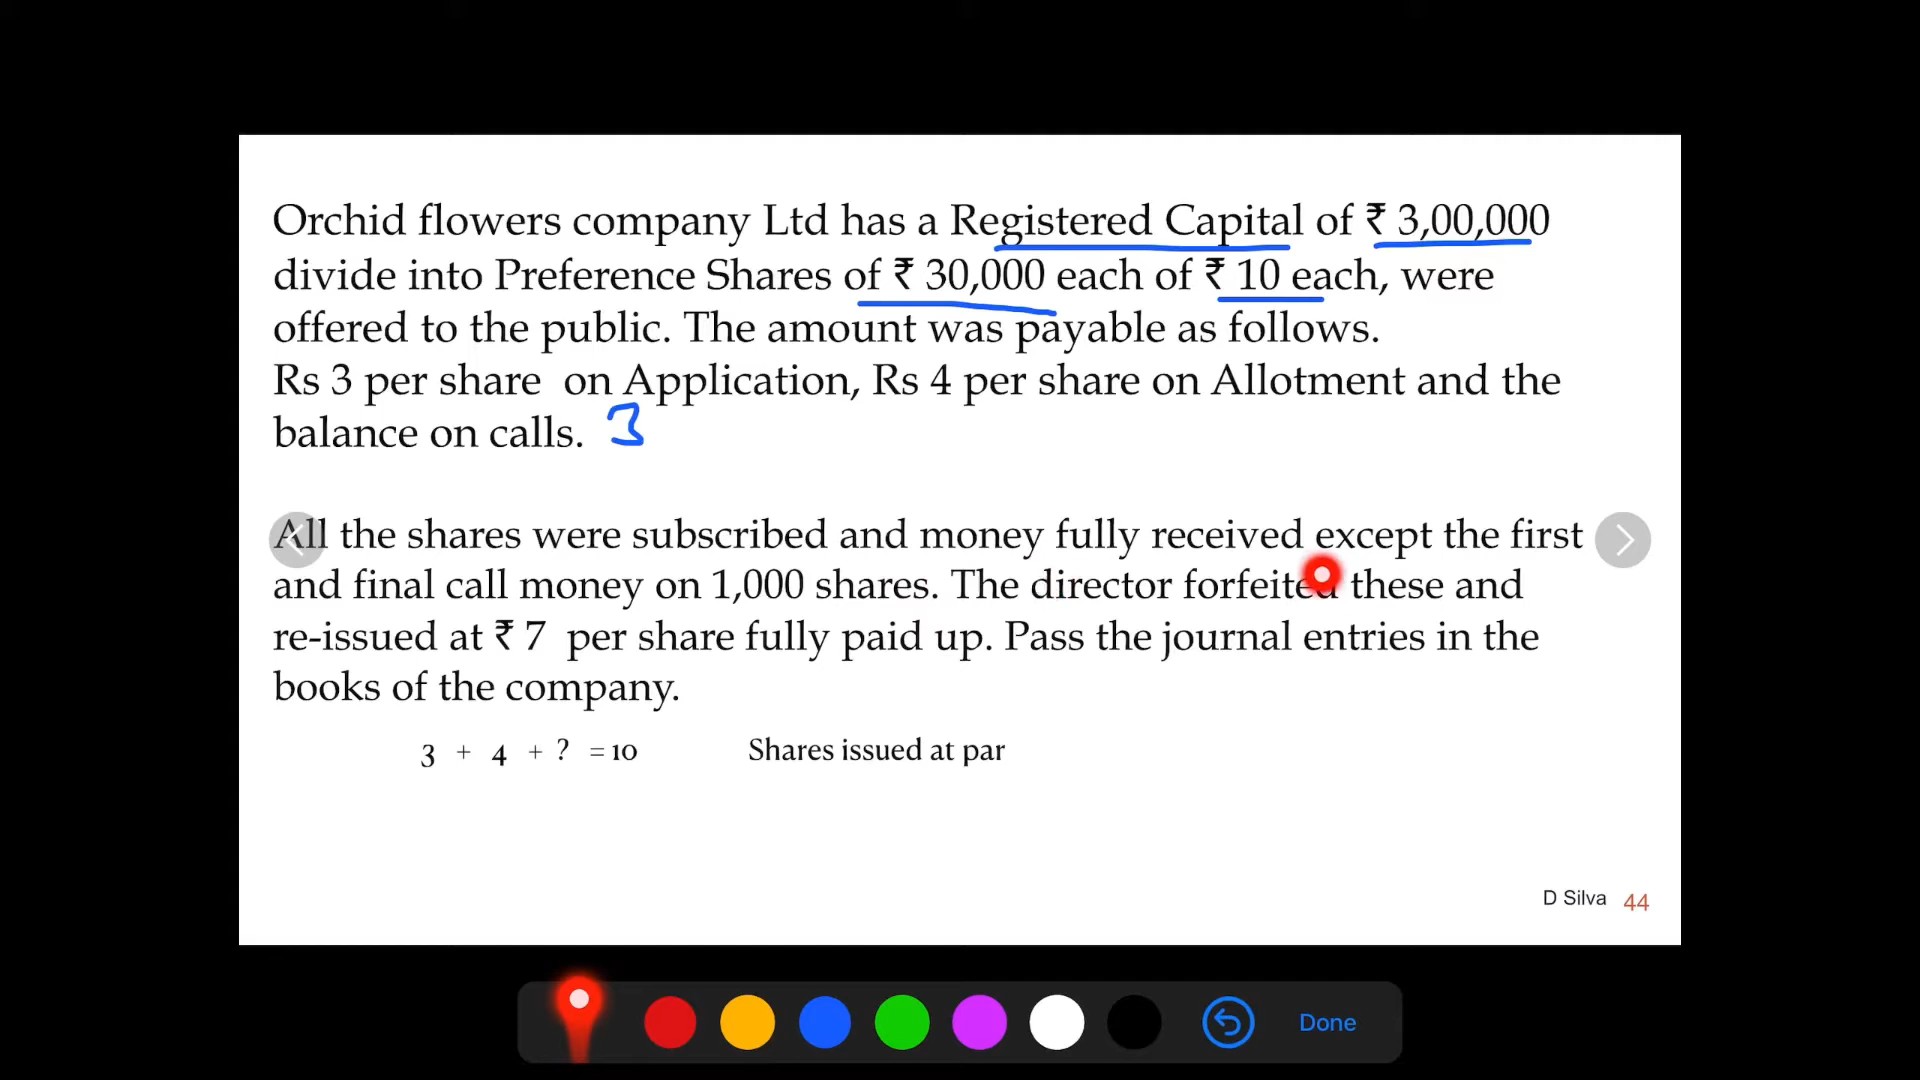 Orchid flowers company Ltd has a Registered Capital of ₹ 3,00,000
divide into Preference Shares of ₹ 30,000 each of ₹ 10 each, were
offered to the public. The amount was payable as follows.
Rs 3 per share on Application, Rs 4 per share on Allotment and the
balance on calls. 3
All the shares were subscribed and money fully received except the first
and final call money on 1,000 shares. The director forfeited these and
re-issued at ₹ 7 per share fully paid up. Pass the journal entries in the
books of the company.
3 + 4 + ? = 10 Shares issued at par
D Silva 44
Done